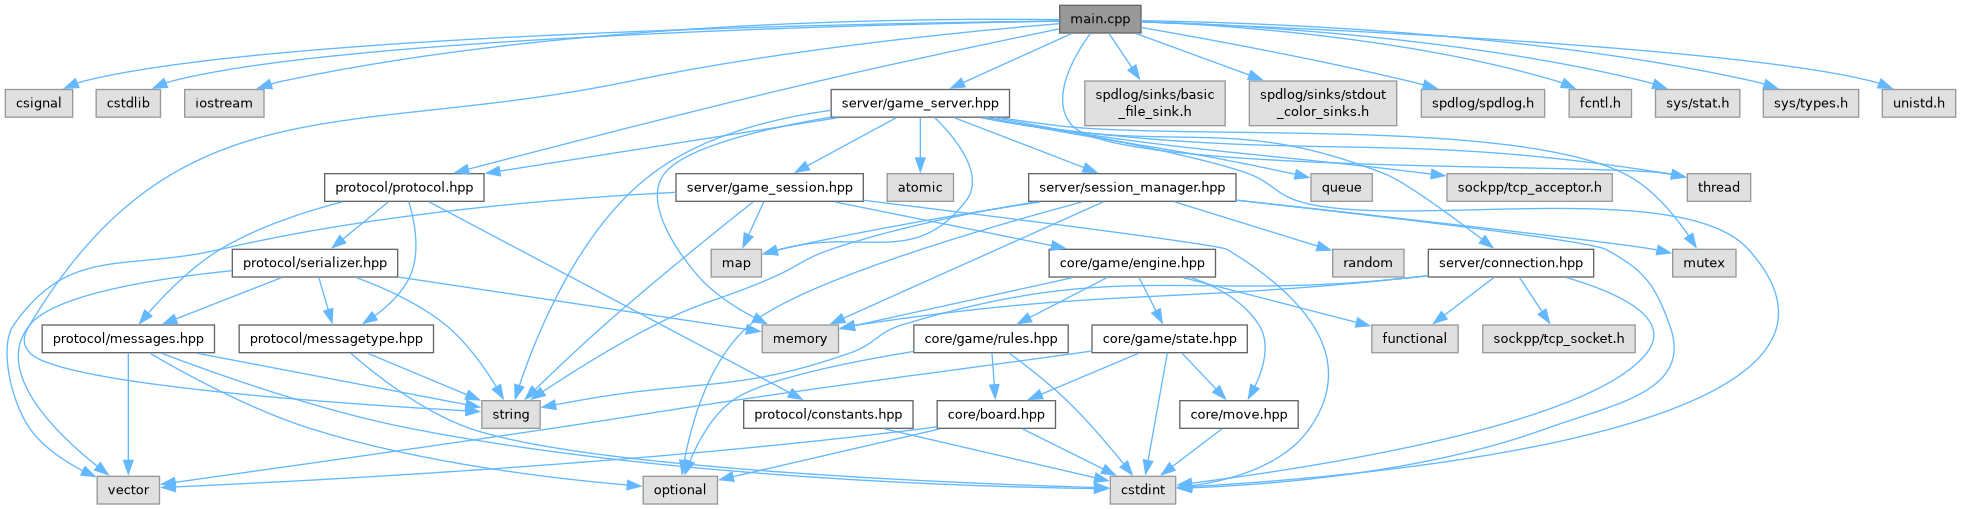 main.cpp
csignal
cstdlib
iostream
server/game_server.hpp
spdlog/sinks/basic
_file_sink.h
spdlog/sinks/stdout
_color_sinks.h
spdlog/spdlog.h
fcntl.h
sys/stat.h
sys/types.h
unistd.h
protocol/protocol.hpp
server/game_session.hpp
atomic
server/session_manager.hpp
queue
sockpp/tcp_acceptor.h
thread
protocol/serializer.hpp
map
core/game/engine.hpp
random
server/connection.hpp
mutex
protocol/messages.hpp
protocol/messagetype.hpp
memory
core/game/rules.hpp
core/game/state.hpp
functional
sockpp/tcp_socket.h
string
protocol/constants.hpp
core/board.hpp
core/move.hpp
vector
optional
cstdint